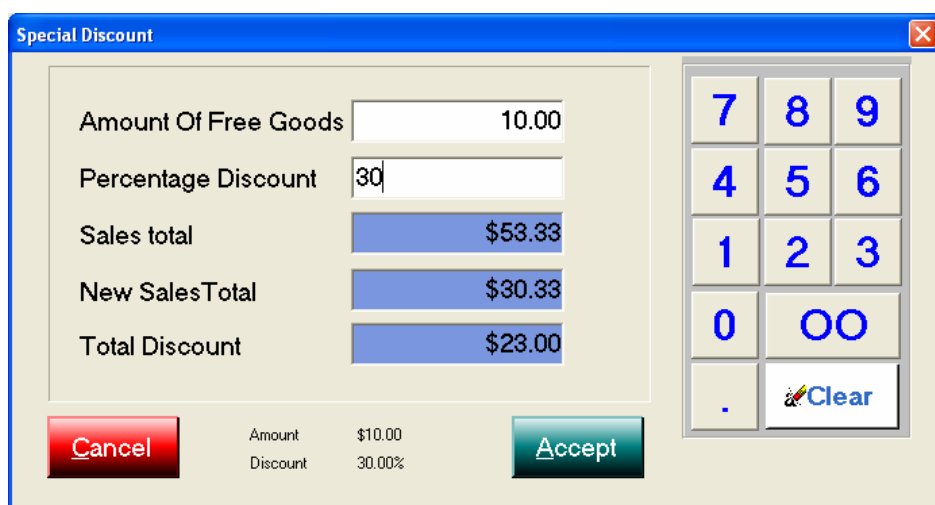 Special Discount
Amount Of Free Goods 10.00
Percentage Discount 30
Sales total $53.33
New SalesTotal $30.33
Total Discount $23.00
7 8 9
4 5 6
1 2 3
0 00
. Clear
Cancel
Amount $10.00
Discount 30.00%
Accept